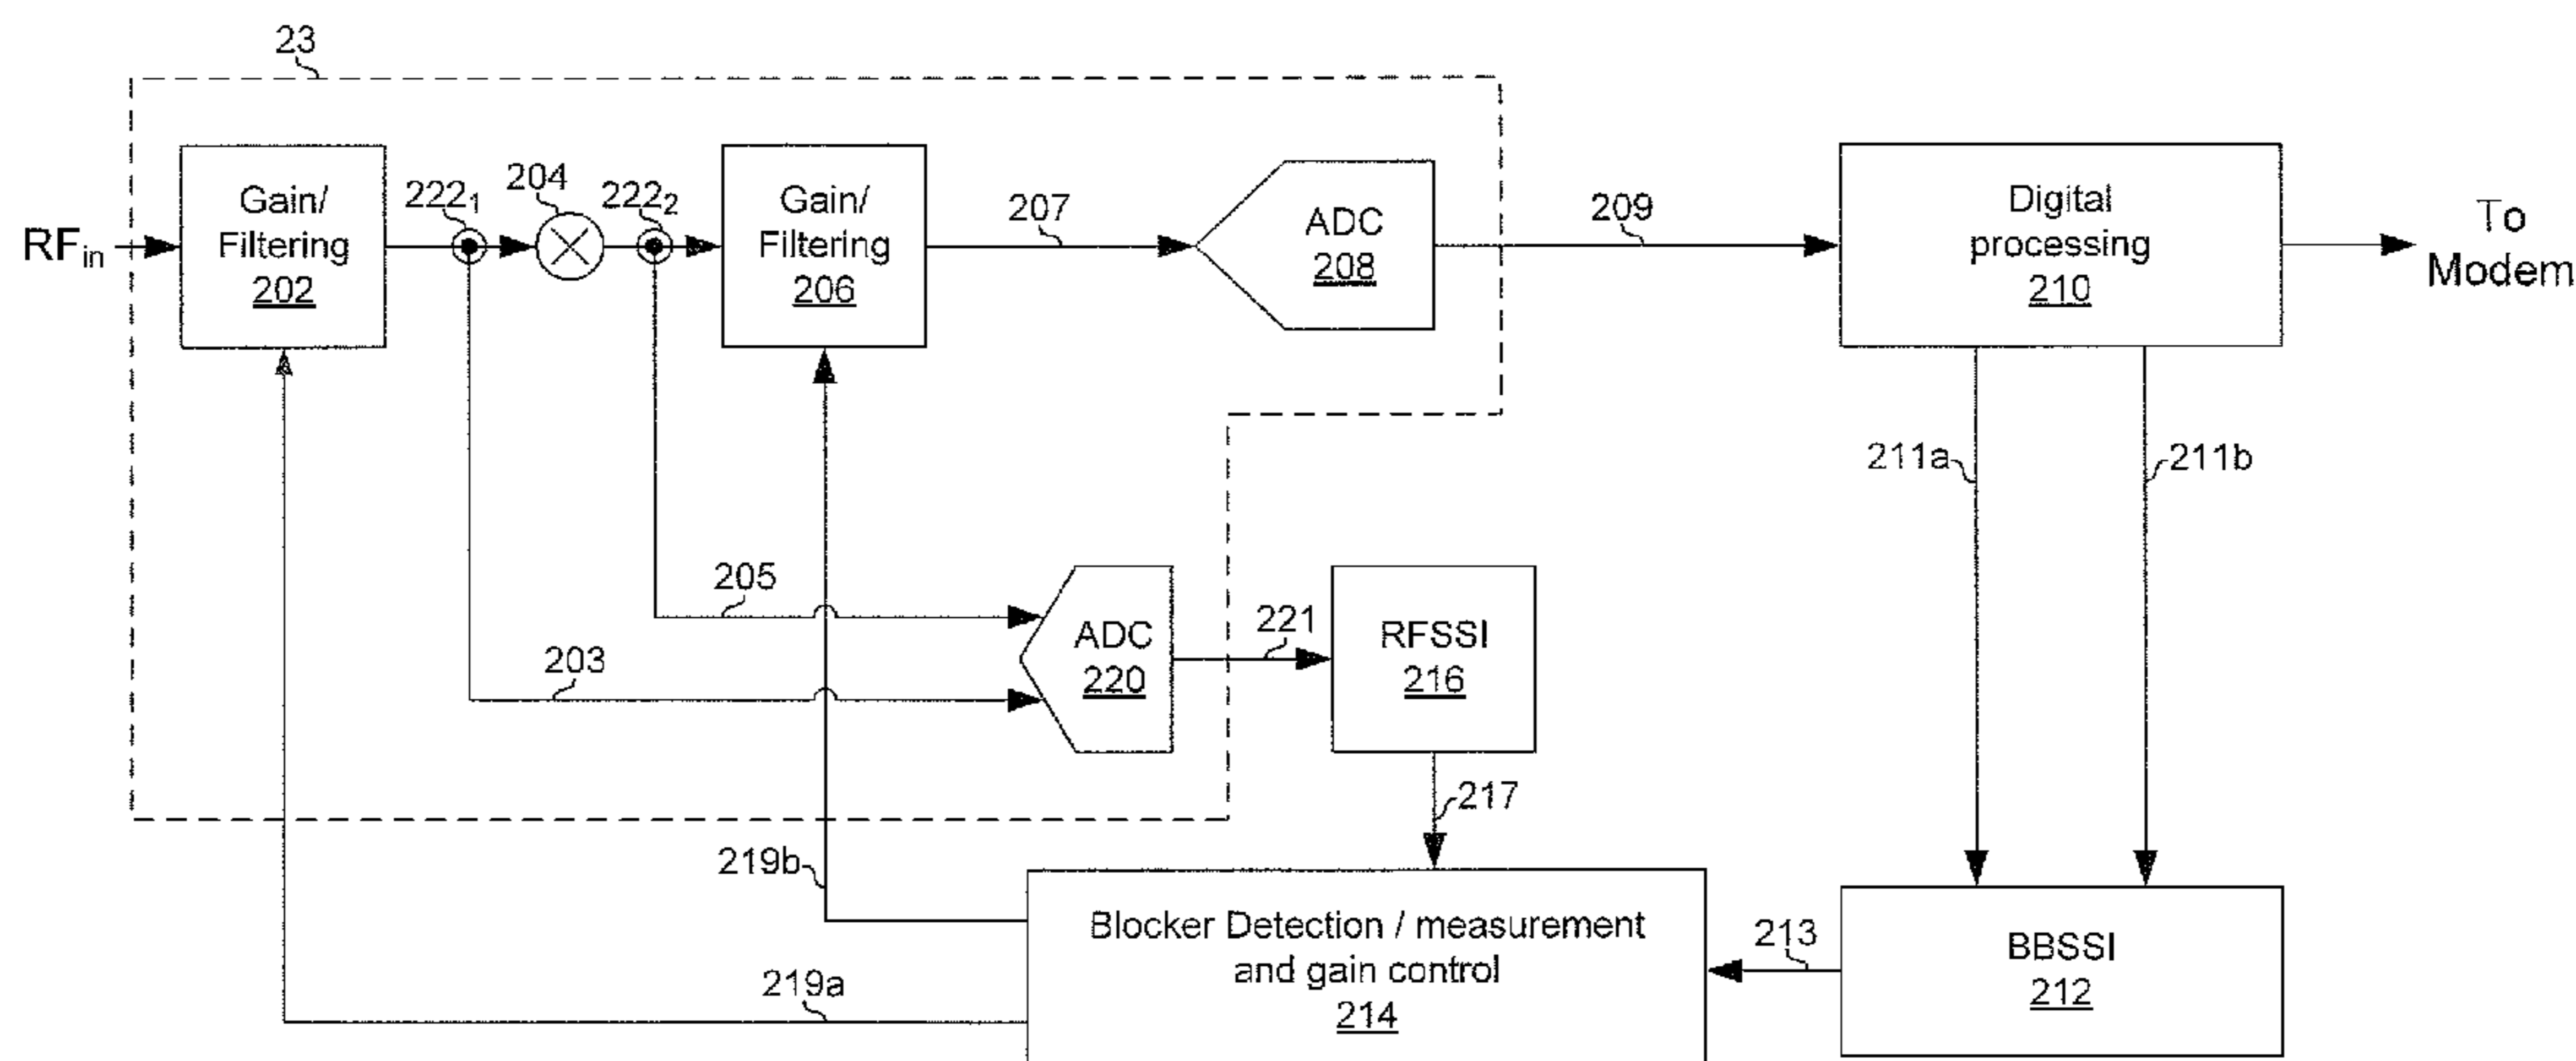 23
RFin
Gain/
Filtering
202
222₁
204
222₂
Gain/
Filtering
206
207
ADC
208
209
Digital
processing
210
To
Modem
211a
211b
205
203
ADC
220
221
RFSSI
216
217
219b
219a
Blocker Detection / measurement
and gain control
214
213
BBSSI
212